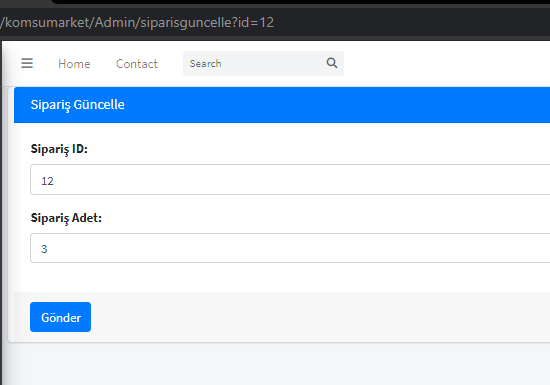 /komsumarket/Admin/siparisguncelle?id=12
Home Contact Search
Sipariş Güncelle
Sipariş ID:
12
Sipariş Adet:
3
Gönder